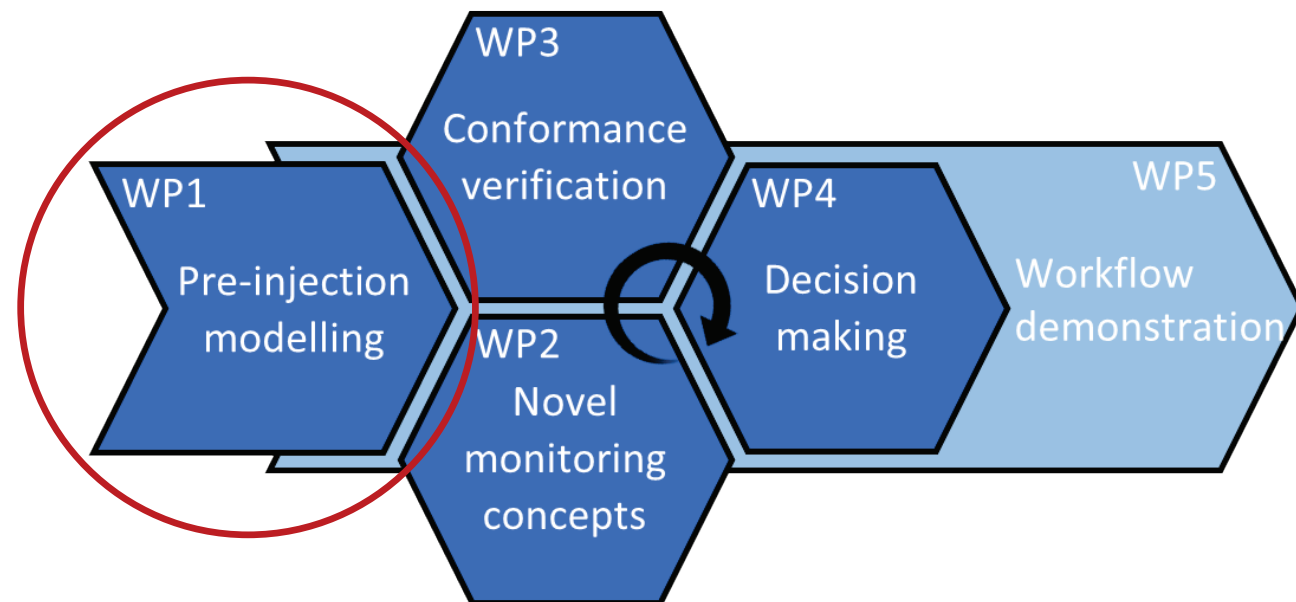 WP1
Pre-injection
modelling
WP3
Conformance
verification
WP2
Novel
monitoring
concepts
WP4
Decision
making
WP5
Workflow
demonstration